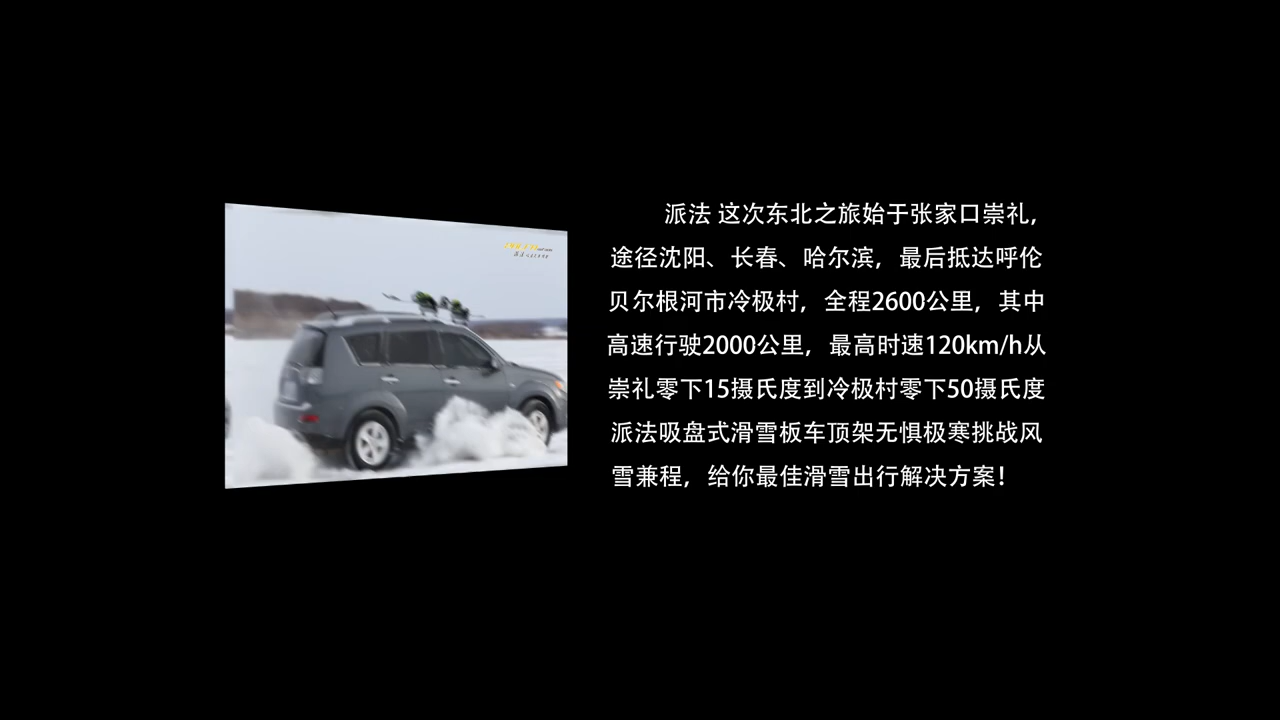 派法 这次东北之旅始于张家口崇礼，
途径沈阳、长春、哈尔滨，最后抵达呼伦
贝尔根河市冷极村，全程2600公里，其中
高速行驶2000公里，最高时速120km/h从
崇礼零下15摄氏度到冷极村零下50摄氏度
派法吸盘式滑雪板车顶架无惧极寒挑战风
雪兼程，给你最佳滑雪出行解决方案！